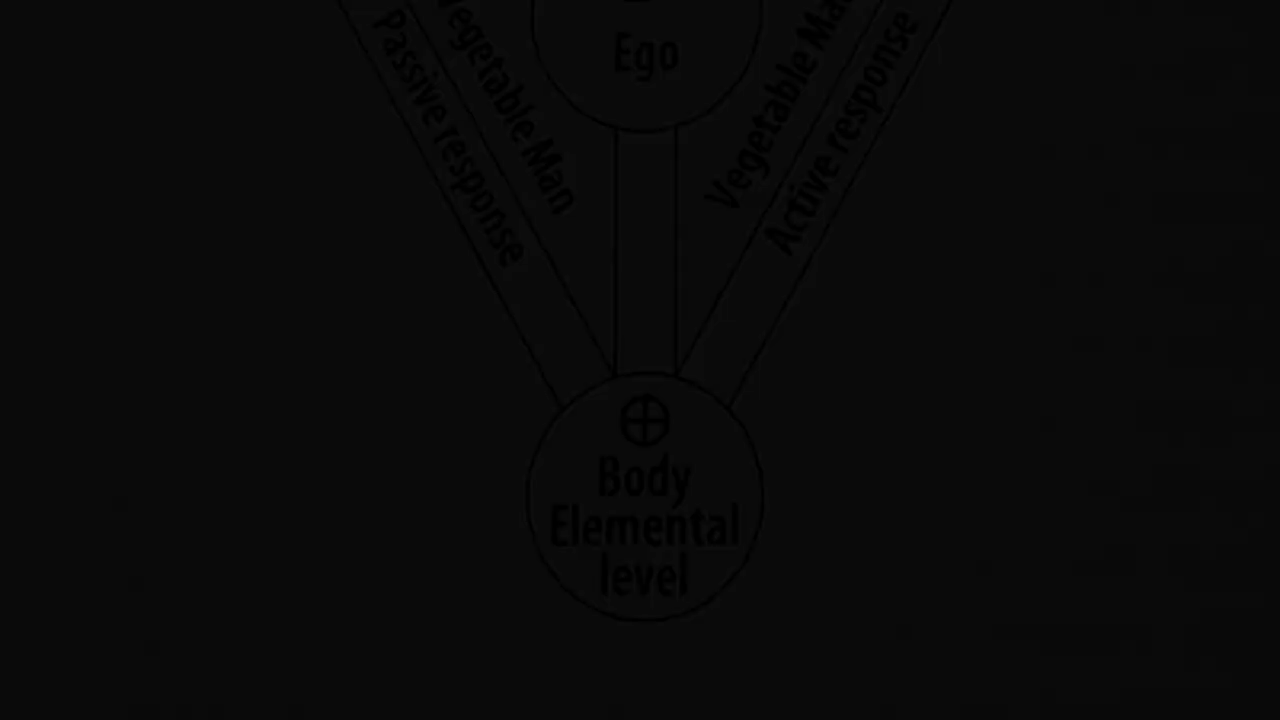 Ego
Vegetable Man
Passive response
Vegetable Man
Active response
Body
Elemental
level